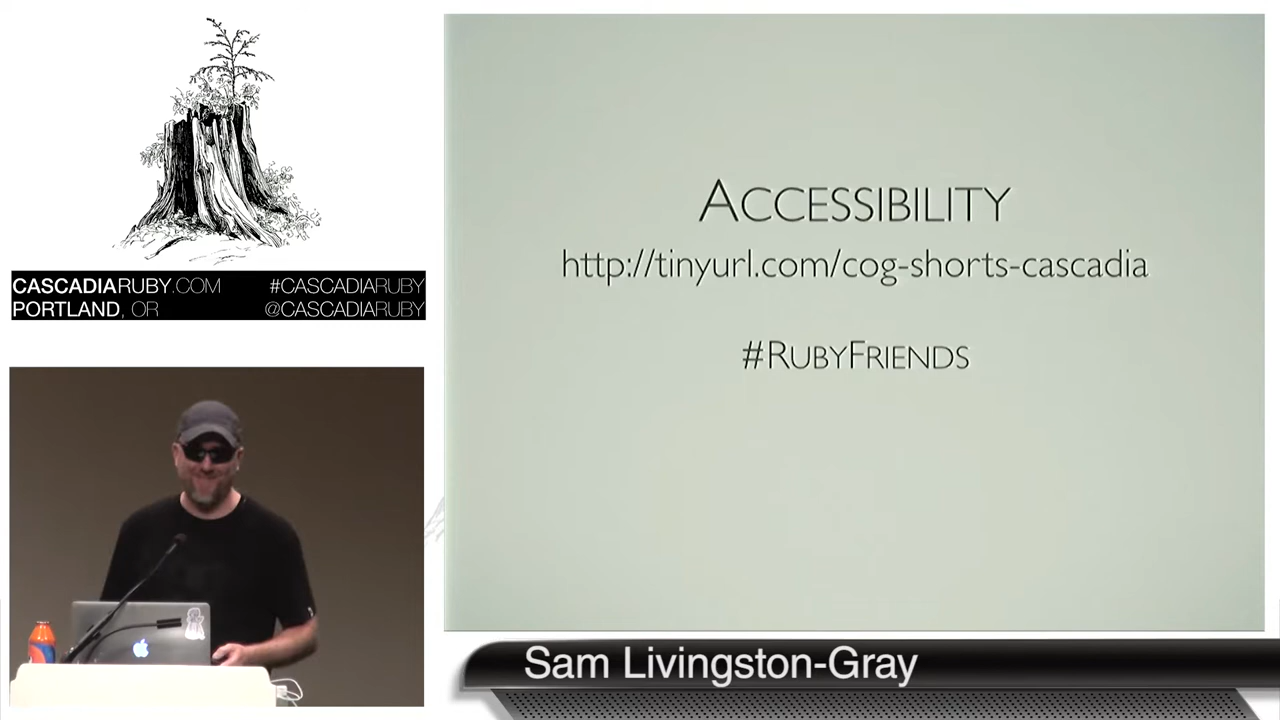 CASCADIARUBY.COM #CASCADIARUBY
PORTLAND, OR @CASCADIARUBY
ACCESSIBILITY
http://tinyurl.com/cog-shorts-cascadia
#RUBYFRIENDS
Sam Livingston-Gray